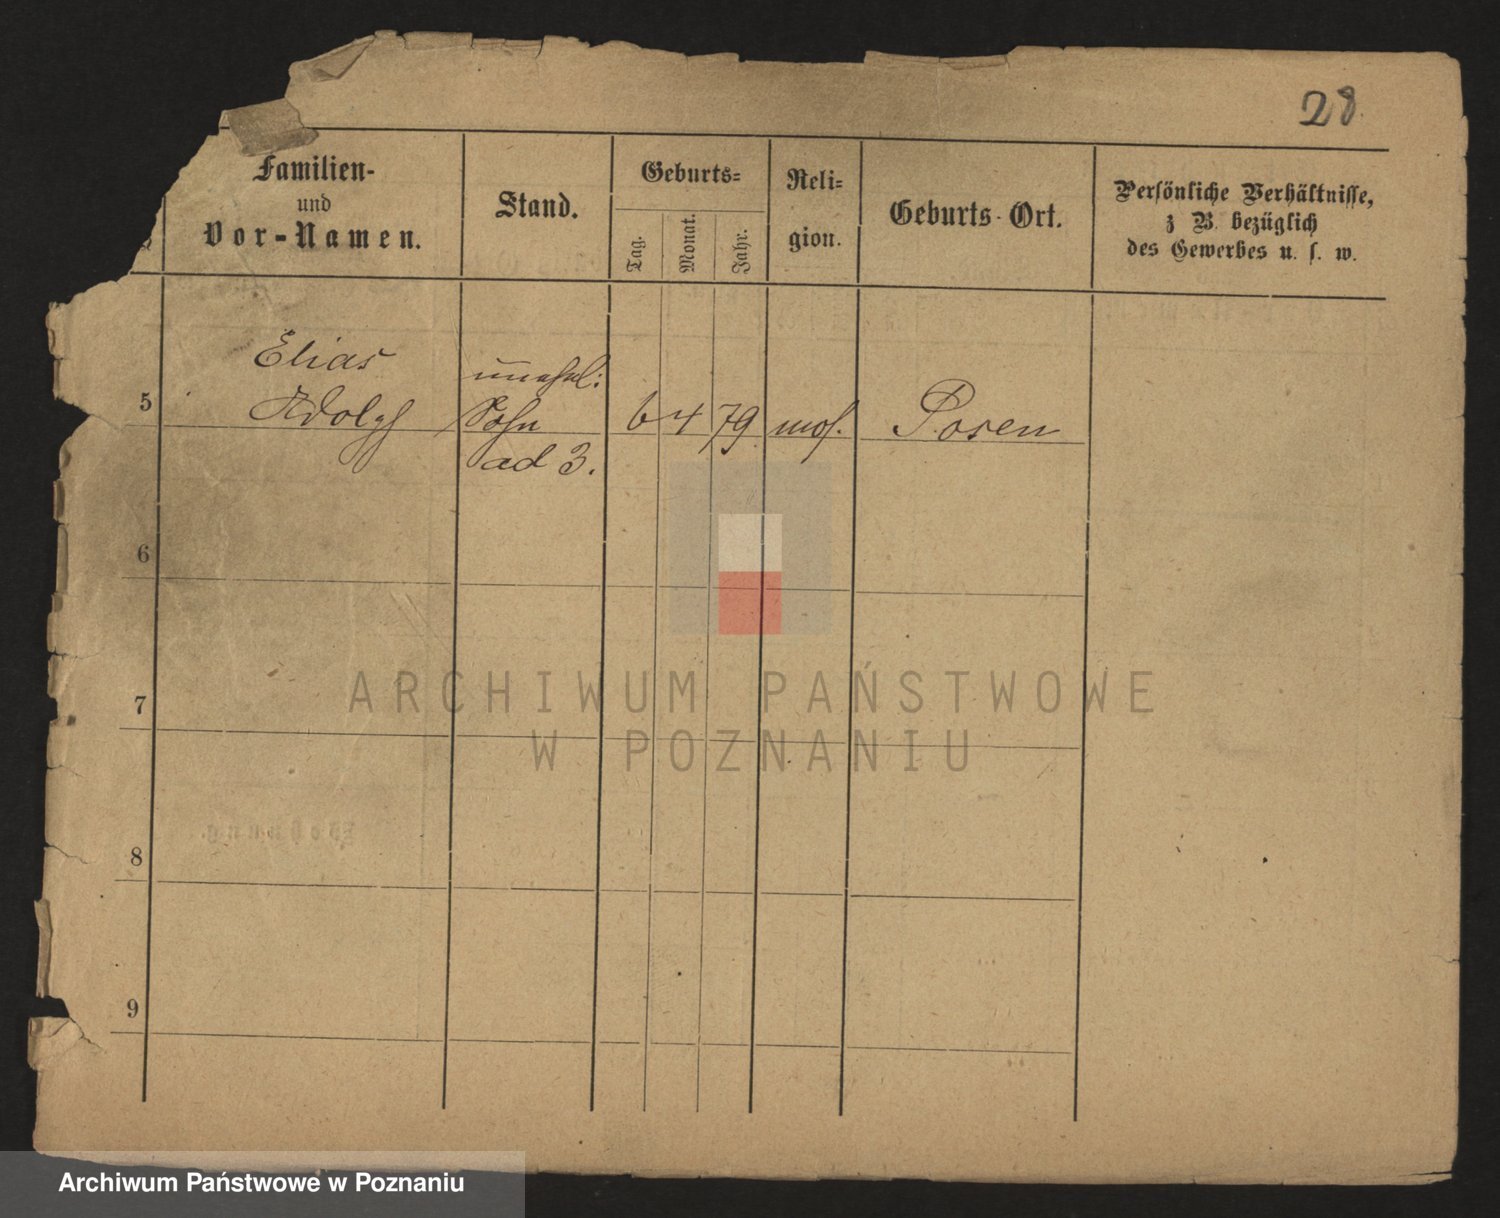 28.
Familien-
und
Vor-Namen.
Stand.
Geburts-
Tag.
Monat.
Jahr.
Reli-
gion.
Geburts-Ort.
Persönliche Verhältnisse,
z B. bezüglich
des Gewerbes u. s. w.
Elias
unehel:
5 Adolph Sohn 6 4 79 mos. Posen
ad 3.
6
7
8
9
ARCHIWUM PAŃSTWOWE
W POZNANIU
Archiwum Państwowe w Poznaniu